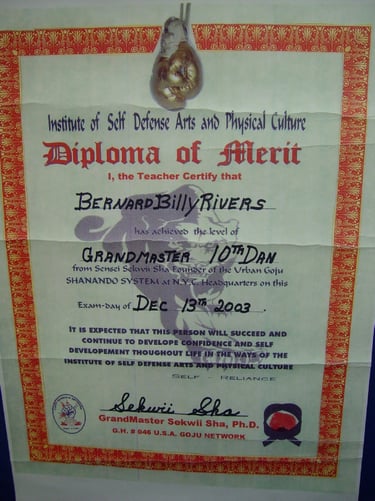 Institute of Self Defense Arts and Physical Culture
Diploma of Merit
I, the Teacher Certify that
BERNARD BILLY RIVERS
has achieved the level of
GRANDMASTER 10TH DAN
from Sensei Sekwii Sha Founder of the Urban Goju
SHANANDO SYSTEM at N.Y.C. Headquarters on this
Exam-day of DEC 13TH 2003
IT IS EXPECTED THAT THIS PERSON WILL SUCCEED AND
CONTINUE TO DEVELOPE CONFIDENCE AND SELF
DEVELOPEMENT THOUGHOUT LIFE IN THE WAYS OF THE
INSTITUTE OF SELF DEFENSE ARTS AND PHYSICAL CULTURE
SELF - RELIANCE
Sekwii Sha
GrandMaster Sekwii Sha, Ph.D.
G.H. # 046 U.S.A. GOJU NETWORK